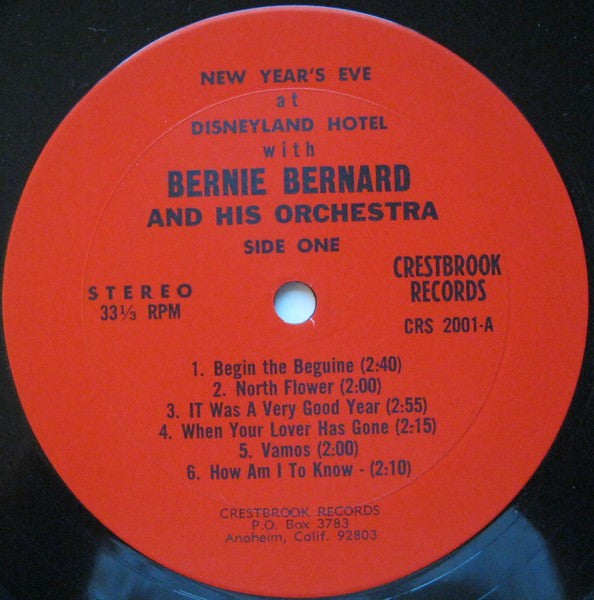 NEW YEAR'S EVE
at
DISNEYLAND HOTEL
with
BERNIE BERNARD
AND HIS ORCHESTRA
SIDE ONE
STEREO
33⅓ RPM
CRESTBROOK
RECORDS
CRS 2001-A
1. Begin the Beguine (2:40)
2. North Flower (2:00)
3. IT Was A Very Good Year (2:55)
4. When Your Lover Has Gone (2:15)
5. Vamos (2:00)
6. How Am I To Know - (2:10)
CRESTBROOK RECORDS
P.O. Box 3783
Anaheim, Calif. 92803